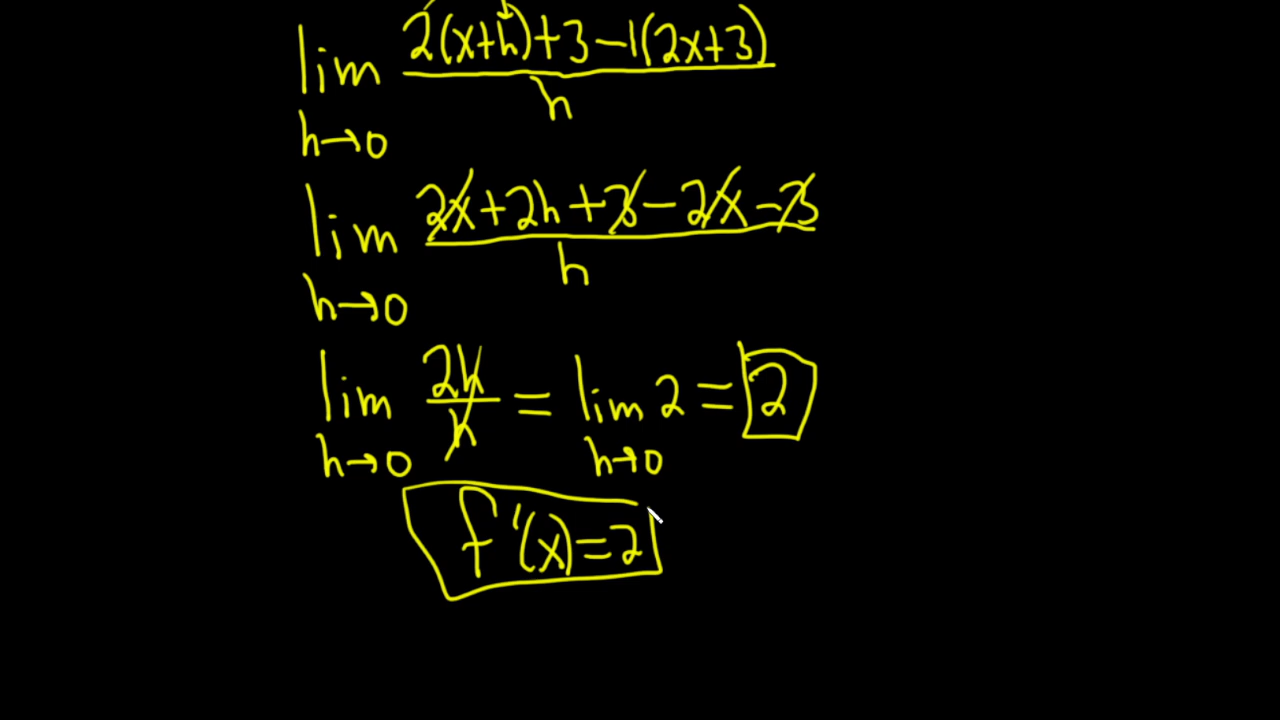 lim 2(x+h)+3-1(2x+3)
h
h→0
lim 2x+2h+3-2x-3
h
h→0
lim 2h/h = lim 2 = 2
h→0 h→0
f'(x)=2